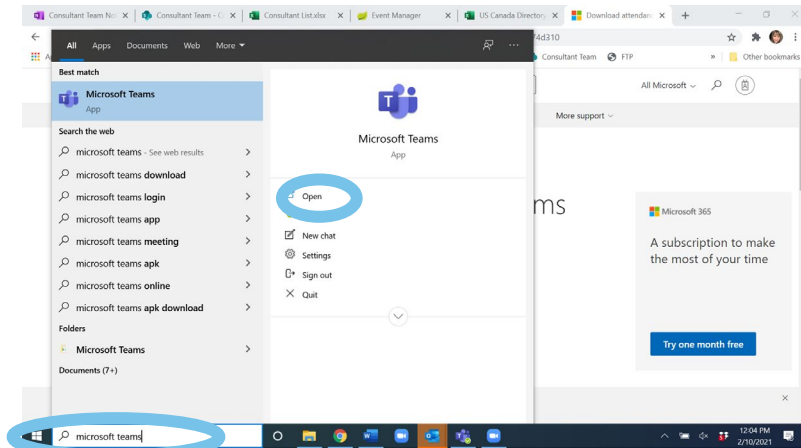 Consultant Team No
Consultant Team - C
Consultant List.xlsx
Event Manager
US Canada Directory
Download attendanc
4d310
Consultant Team
FTP
»
Other bookmarks
All
Apps
Documents
Web
More
Best match
Microsoft Teams
App
Search the web
microsoft teams - See web results
microsoft teams download
microsoft teams login
microsoft teams app
microsoft teams meeting
microsoft teams apk
microsoft teams online
microsoft teams apk download
Folders
Microsoft Teams
Documents (7+)
Microsoft Teams
App
Open
New chat
Settings
Sign out
Quit
All Microsoft
More support
ms
Microsoft 365
A subscription to make
the most of your time
Try one month free
microsoft teams
12:04 PM
2/10/2021